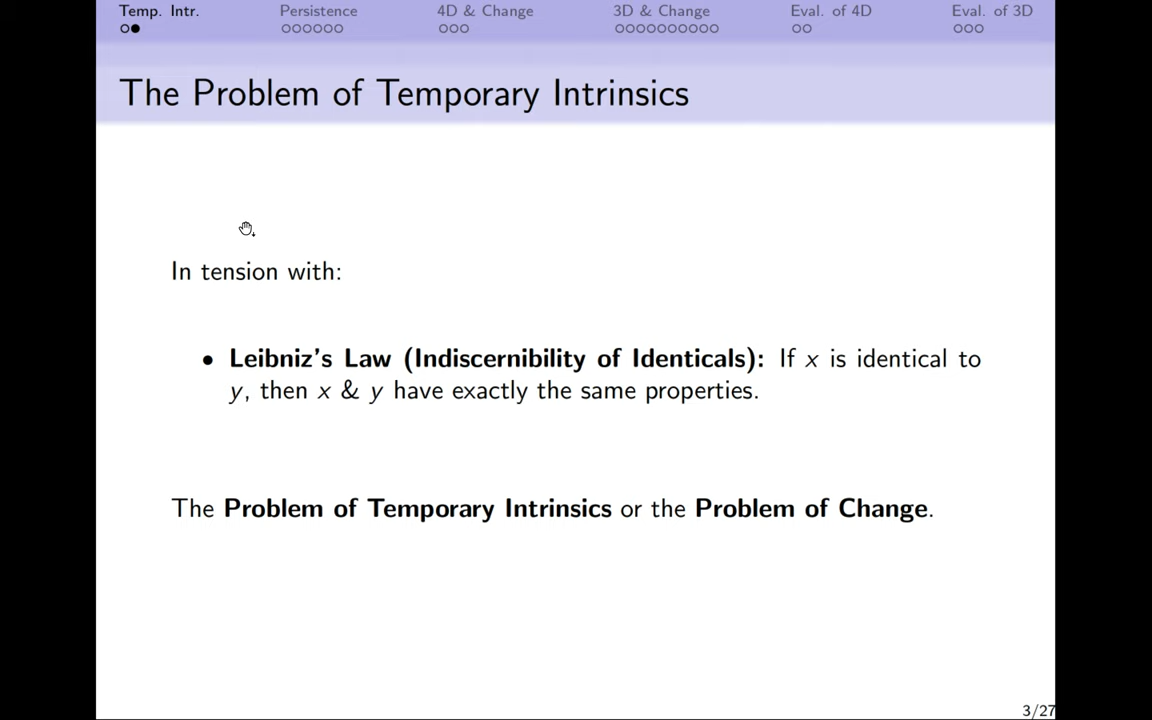 Temp. Intr. Persistence 4D & Change 3D & Change Eval. of 4D Eval. of 3D
The Problem of Temporary Intrinsics
In tension with:
• Leibniz's Law (Indiscernibility of Identicals): If x is identical to
y, then x & y have exactly the same properties.
The Problem of Temporary Intrinsics or the Problem of Change.
3/27